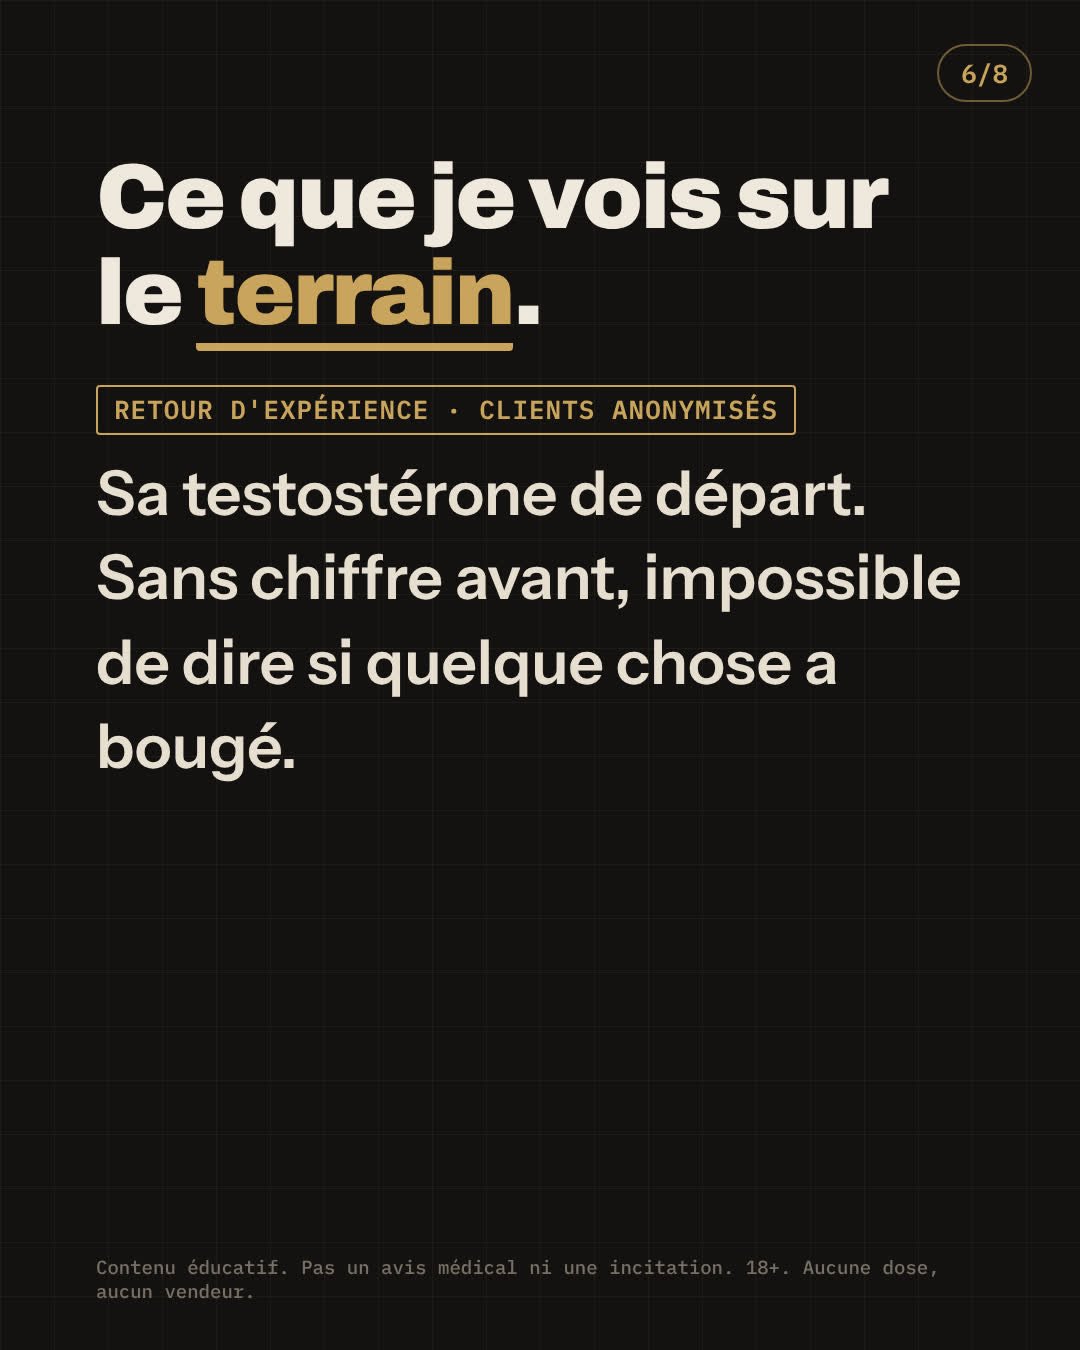 6/8
Ce que je vois sur
le terrain.
RETOUR D'EXPÉRIENCE · CLIENTS ANONYMISÉS
Sa testostérone de départ.
Sans chiffre avant, impossible
de dire si quelque chose a
bougé.
Contenu éducatif. Pas un avis médical ni une incitation. 18+. Aucune dose,
aucun vendeur.